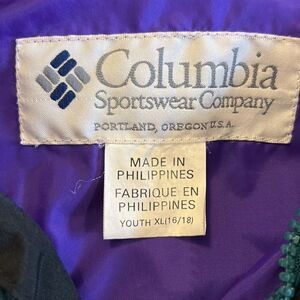 Columbia
Sportswear Company
PORTLAND, OREGON U.S.A.
MADE IN
PHILIPPINES
FABRIQUE EN
PHILIPPINES
YOUTH XL(16/18)